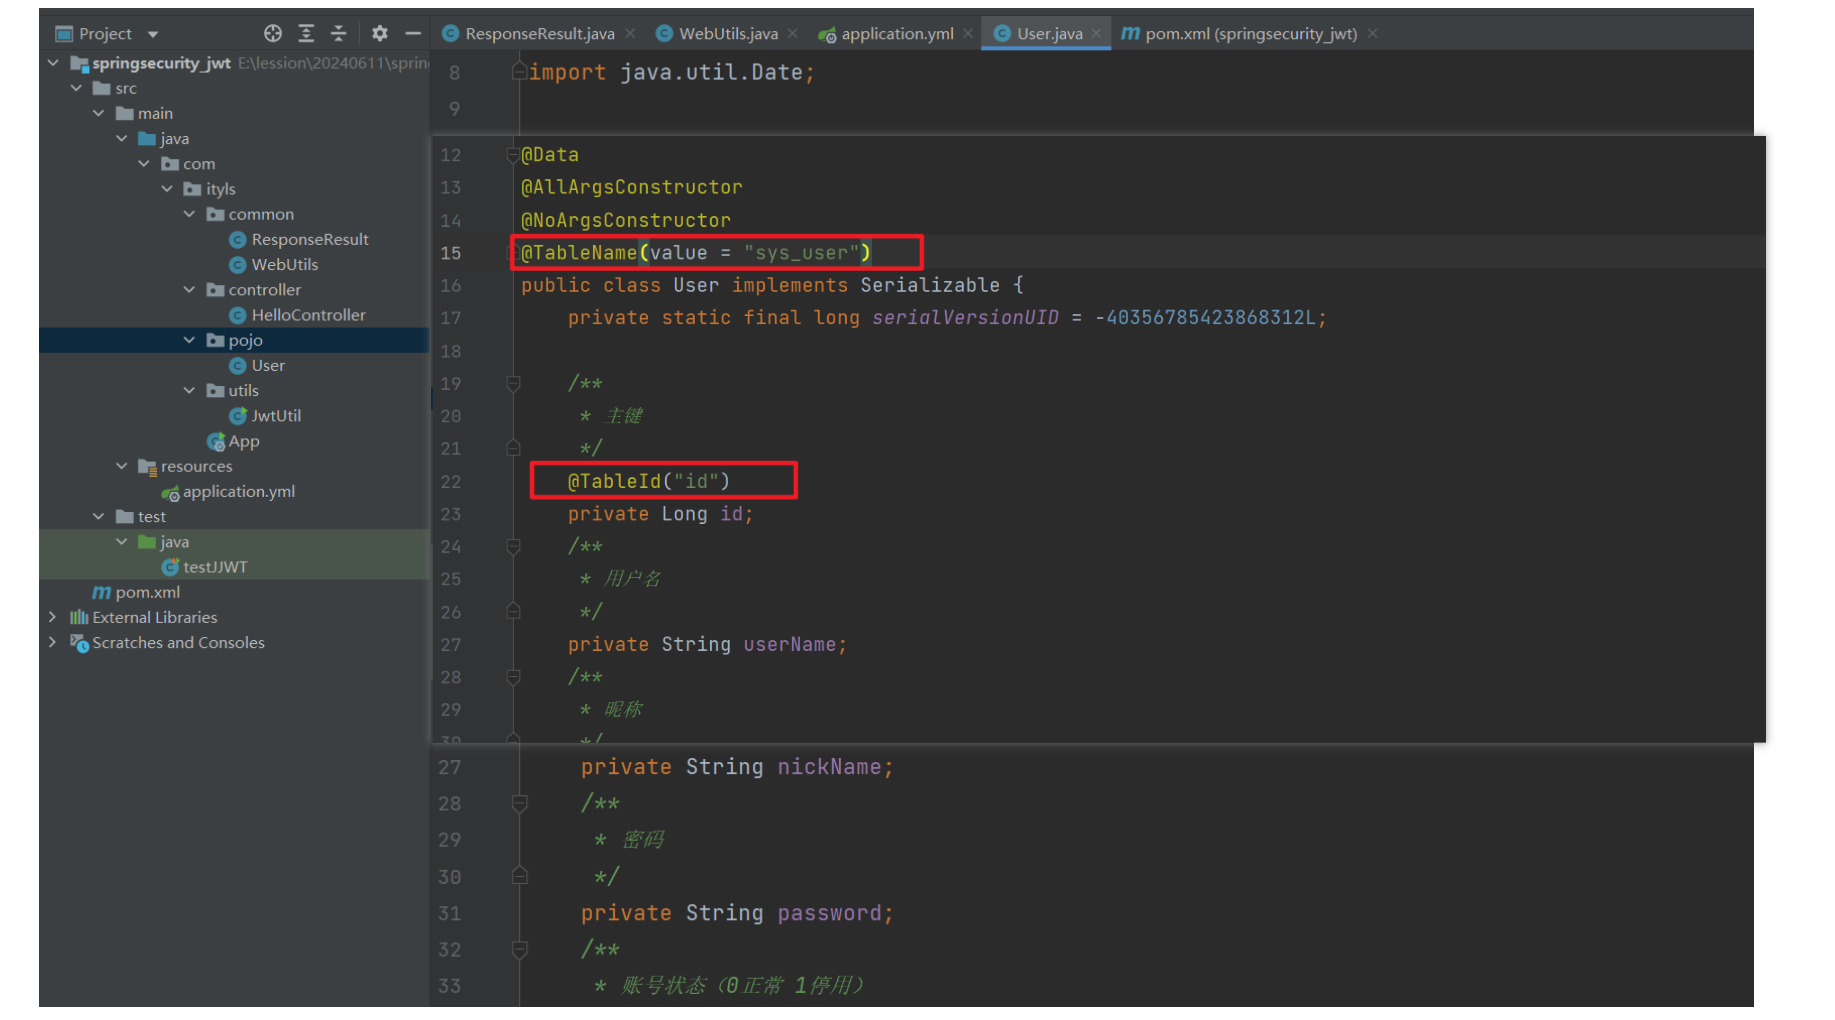 Project
ResponseResult.java
WebUtils.java
application.yml
User.java
pom.xml (springsecurity_jwt)
springsecurity_jwt E:\lession\20240611\sprin
src
main
java
com
ityls
common
ResponseResult
WebUtils
controller
HelloController
pojo
User
utils
JwtUtil
App
resources
application.yml
test
java
testJJWT
pom.xml
External Libraries
Scratches and Consoles
8 import java.util.Date;
9
12 @Data
13 @AllArgsConstructor
14 @NoArgsConstructor
15 @TableName(value = "sys_user")
16 public class User implements Serializable {
17 private static final long serialVersionUID = -40356785423868312L;
18
19 /**
20 * 主键
21 */
22 @TableId("id")
23 private Long id;
24 /**
25 * 用户名
26 */
27 private String userName;
28 /**
29 * 昵称
30 */
27 private String nickName;
28 /**
29 * 密码
30 */
31 private String password;
32 /**
33 * 账号状态（0正常 1停用）